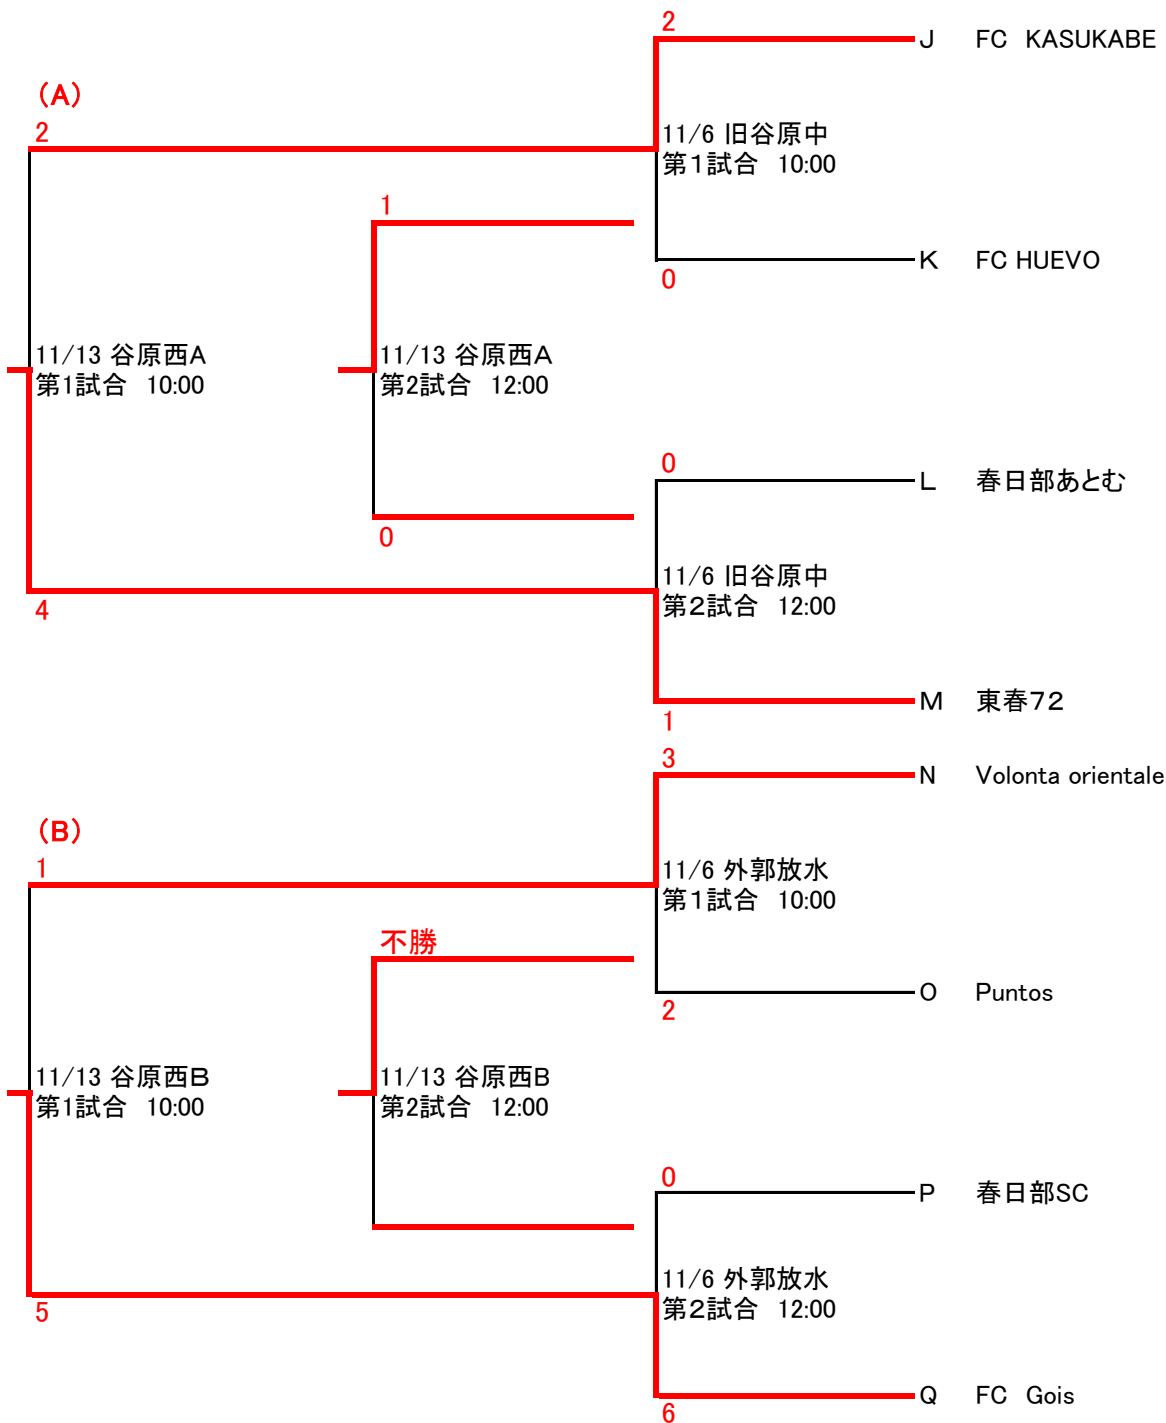 2
J FC KASUKABE
（A）
2
11/6 旧谷原中
第１試合 10:00
1
K FC HUEVO
0
11/13 谷原西A
第1試合 10:00
11/13 谷原西A
第2試合 12:00
0
L 春日部あとむ
0
11/6 旧谷原中
第２試合 12:00
4
M 東春７２
1
3
N Volonta orientale
（B）
1
11/6 外郭放水
第１試合 10:00
不勝
O Puntos
2
11/13 谷原西Ｂ
第1試合 10:00
11/13 谷原西B
第2試合 12:00
0
P 春日部SC
11/6 外郭放水
第２試合 12:00
5
Q FC Gois
6